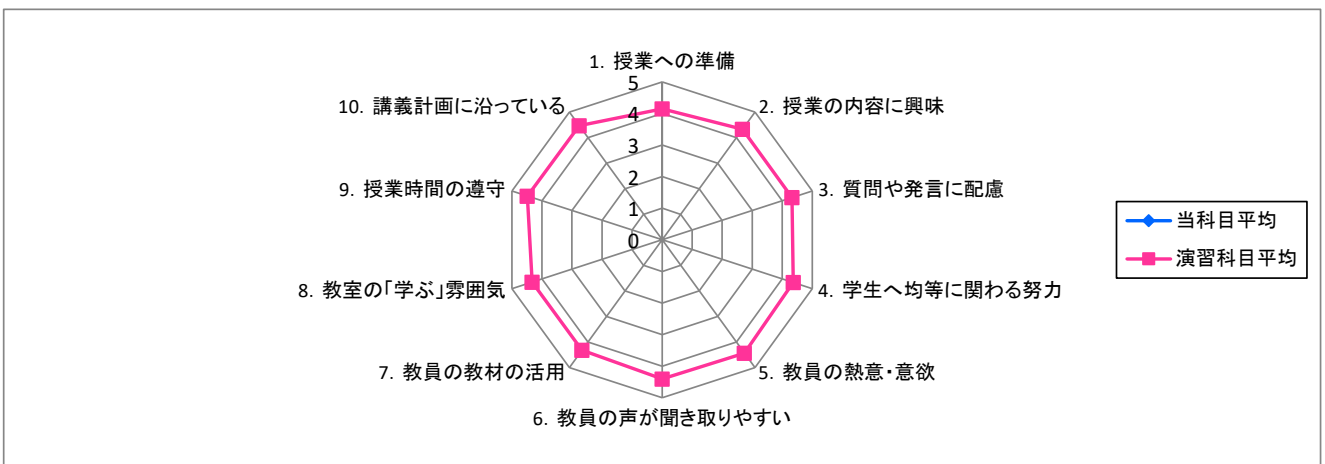 1. 授業への準備
2. 授業の内容に興味
3. 質問や発言に配慮
4. 学生へ均等に関わる努力
5. 教員の熱意・意欲
6. 教員の声が聞き取りやすい
7. 教員の教材の活用
8. 教室の「学ぶ」雰囲気
9. 授業時間の遵守
10. 講義計画に沿っている
5
4
3
2
1
0
当科目平均
演習科目平均